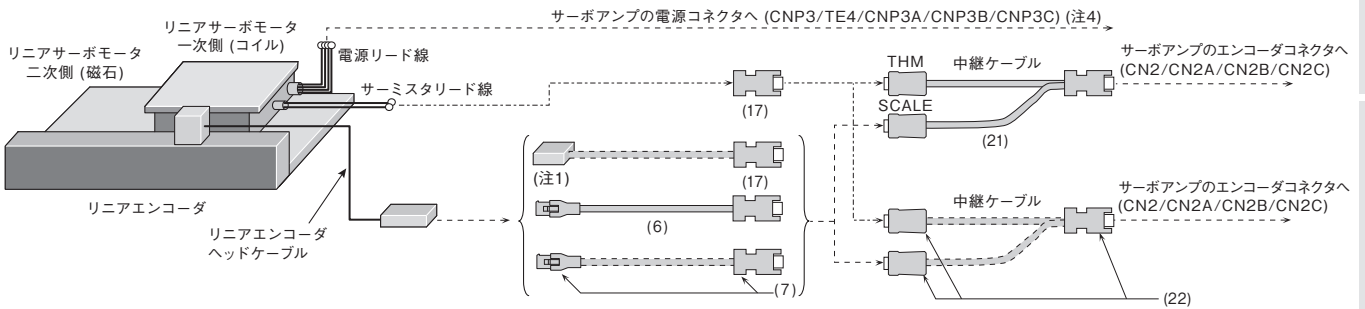 サーボアンプの電源コネクタへ (CNP3/TE4/CNP3A/CNP3B/CNP3C) (注4)
リニアサーボモータ
一次側 (コイル)
電源リード線
リニアサーボモータ
二次側 (磁石)
サーミスタリード線
THM
中継ケーブル
サーボアンプのエンコーダコネクタへ
(CN2/CN2A/CN2B/CN2C)
(17)
SCALE
(21)
(注1)
(17)
リニアエンコーダ
リニアエンコーダ
ヘッドケーブル
(6)
中継ケーブル
サーボアンプのエンコーダコネクタへ
(CN2/CN2A/CN2B/CN2C)
(7)
(22)